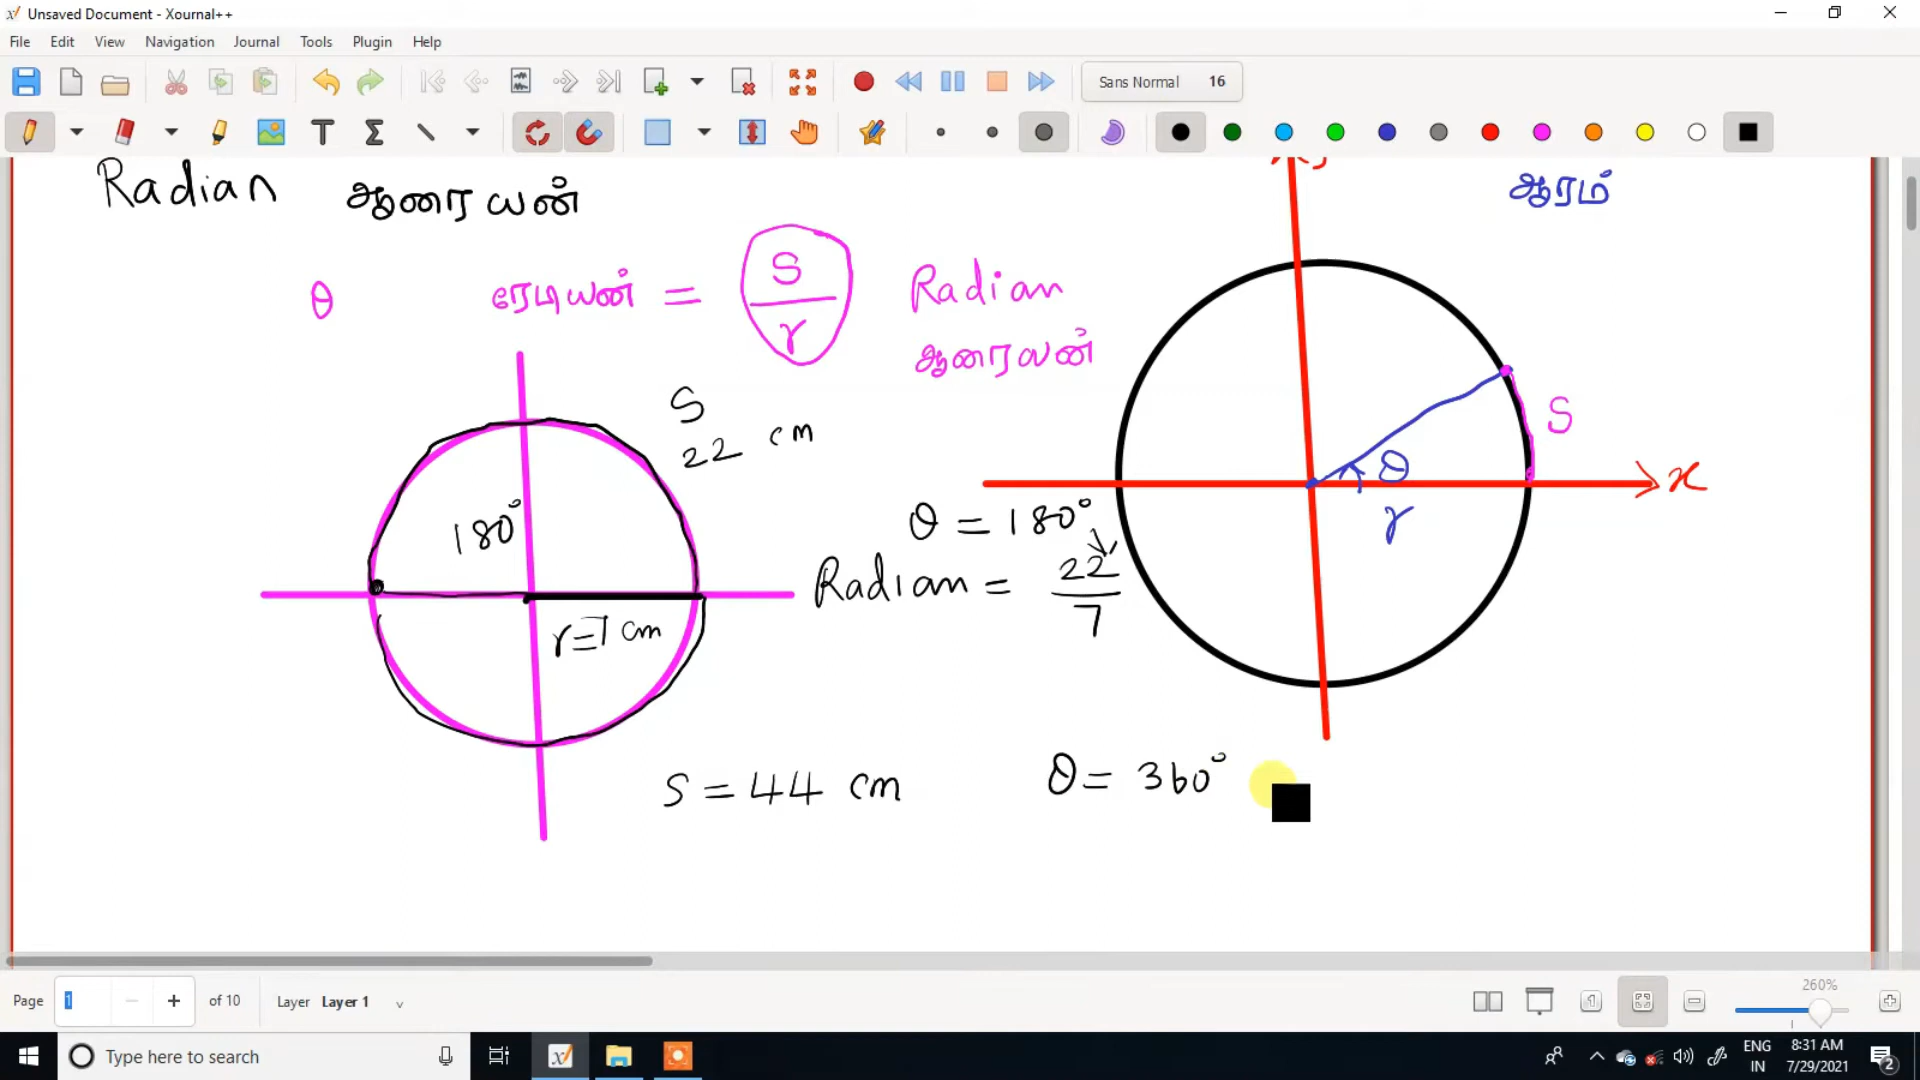 Unsaved Document - Xournal++
File Edit View Navigation Journal Tools Plugin Help
Sans Normal 16
Radian ஆரையன்
ஆரம்
θ ரேடியன் = S/r Radian
ஆரையன்
S
22 cm
S
180°
θ
x
r
θ = 180°
Radian = 22/7
r=7 cm
S = 44 cm θ = 360°
Page 1 of 10 Layer Layer 1
260%
Type here to search
ENG 8:31 AM
IN 7/29/2021
2